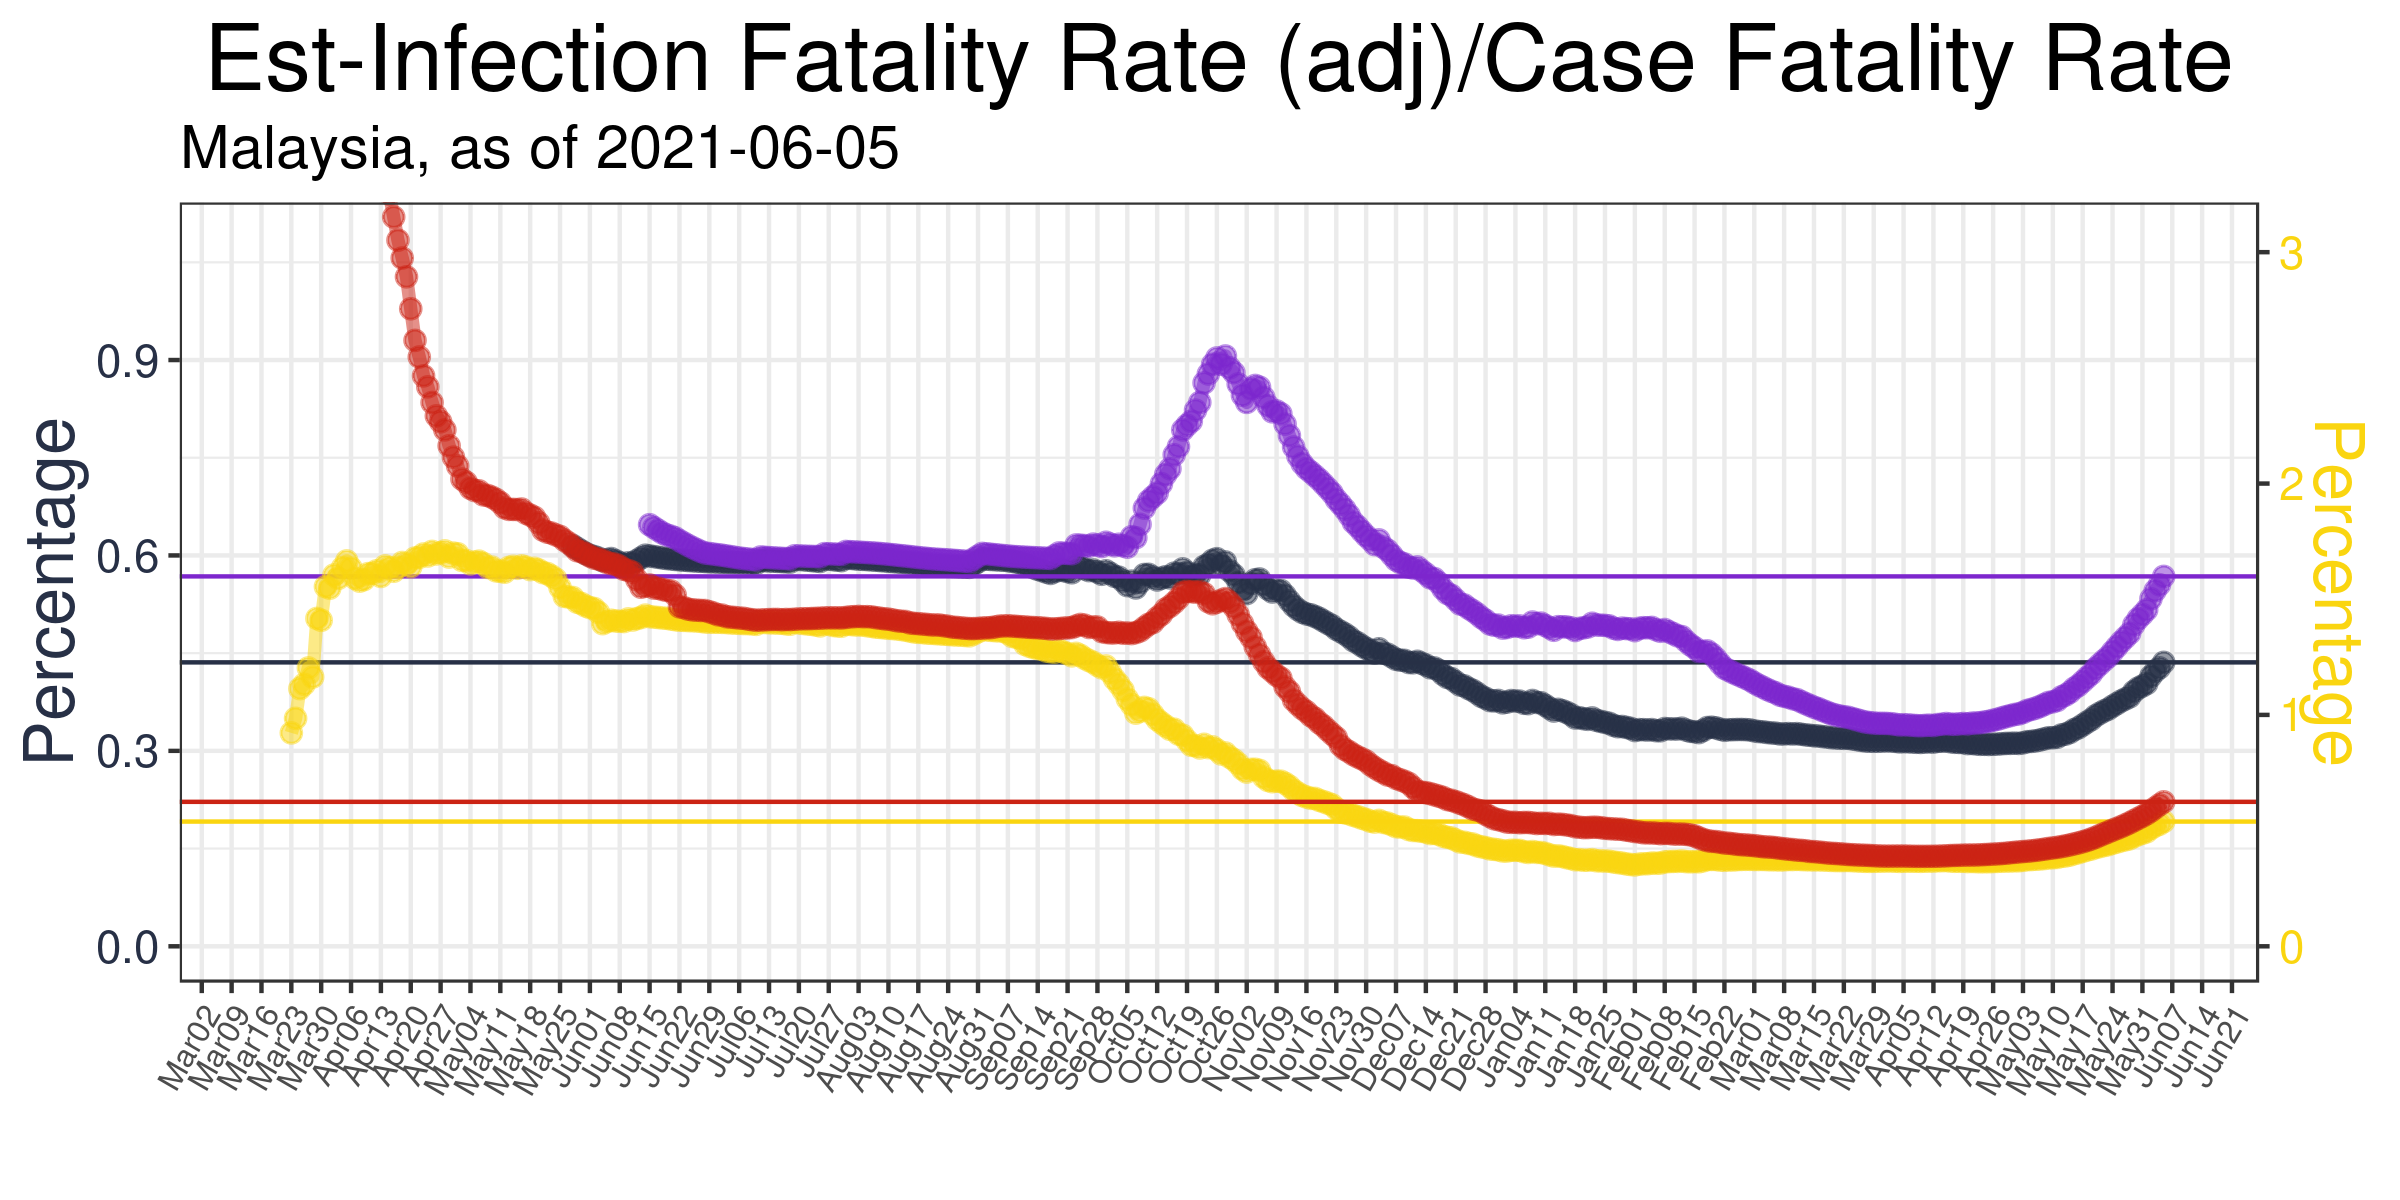 Est-Infection Fatality Rate (adj)/Case Fatality Rate
Malaysia, as of 2021-06-05
Percentage
0.9
0.6
0.3
0.0
3
2
1
0
Percentage
Mar02
Mar09
Mar16
Mar23
Mar30
Apr06
Apr13
Apr20
Apr27
May04
May11
May18
May25
Jun01
Jun08
Jun15
Jun22
Jun29
Jul06
Jul13
Jul20
Jul27
Aug03
Aug10
Aug17
Aug24
Aug31
Sep07
Sep14
Sep21
Sep28
Oct05
Oct12
Oct19
Oct26
Nov02
Nov09
Nov16
Nov23
Nov30
Dec07
Dec14
Dec21
Dec28
Jan04
Jan11
Jan18
Jan25
Feb01
Feb08
Feb15
Feb22
Mar01
Mar08
Mar15
Mar22
Mar29
Apr05
Apr12
Apr19
Apr26
May03
May10
May17
May24
May31
Jun07
Jun14
Jun21